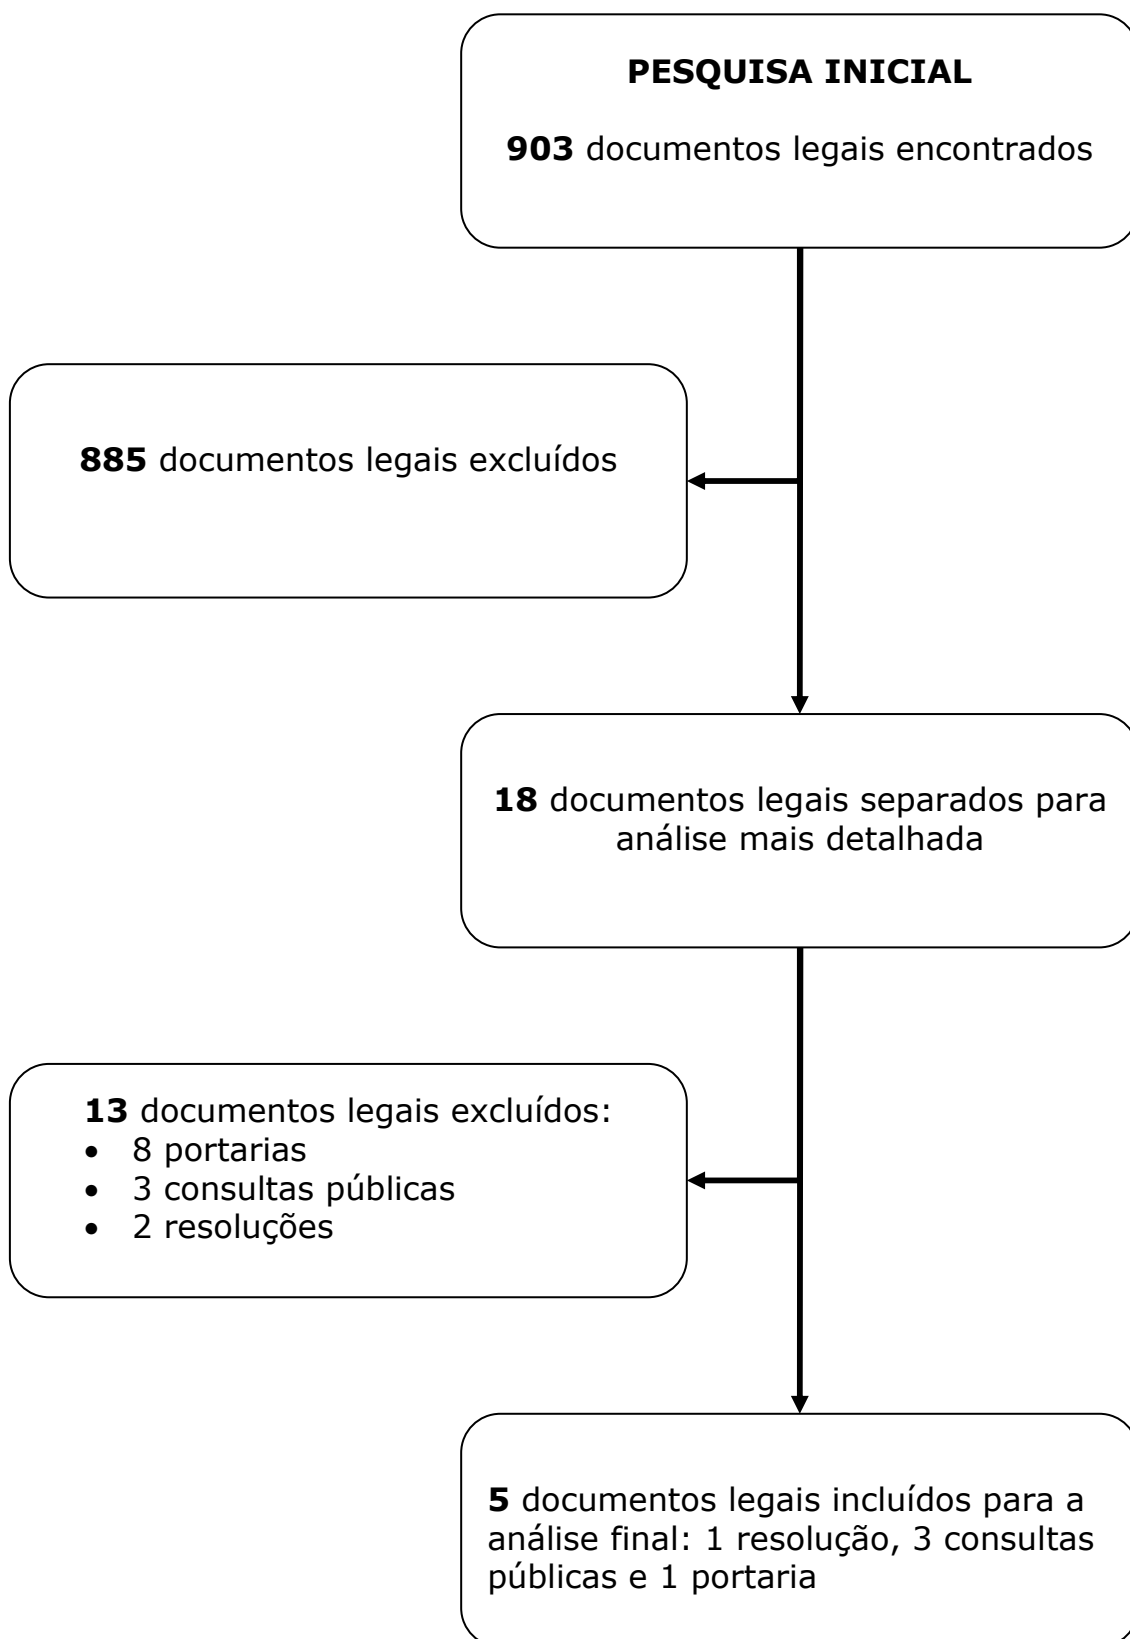 PESQUISA INICIAL
903 documentos legais encontrados
885 documentos legais excluídos
18 documentos legais separados para
análise mais detalhada
13 documentos legais excluídos:
• 8 portarias
• 3 consultas públicas
• 2 resoluções
5 documentos legais incluídos para a
análise final: 1 resolução, 3 consultas
públicas e 1 portaria